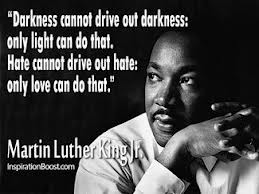 “Darkness cannot drive out darkness:
only light can do that.
Hate cannot drive out hate:
only love can do that."
Martin Luther King Jr.
InspirationBoost.com